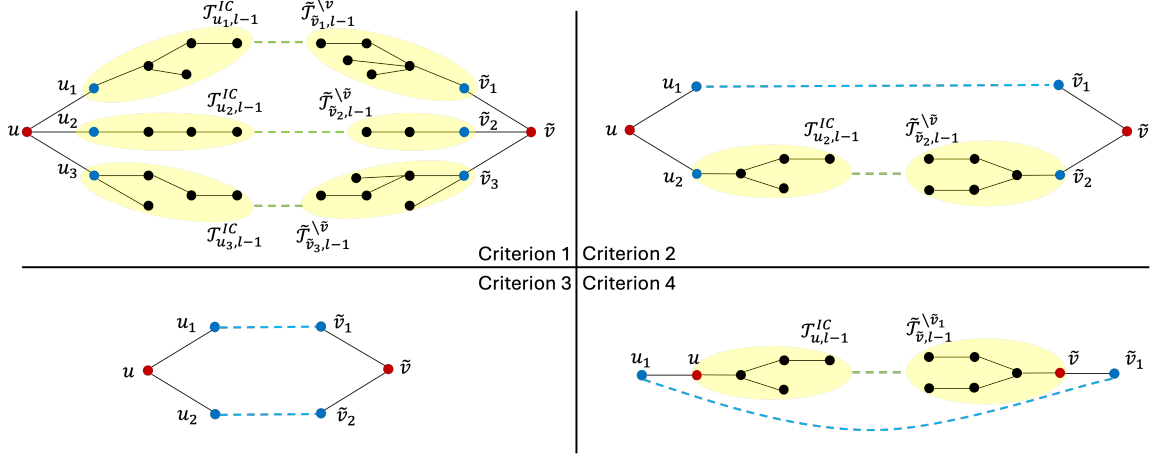 𝒯^{IC}_{u_1,l−1} 𝒯̃^{\v}_{ṽ_1,l−1}
u_1 ṽ_1
𝒯^{IC}_{u_2,l−1} 𝒯̃^{\ṽ}_{ṽ_2,l−1}
u u_2 ṽ_2 ṽ
u_3 ṽ_3
𝒯^{IC}_{u_3,l−1} 𝒯̃^{\ṽ}_{ṽ_3,l−1}
Criterion 1
u_1 ṽ_1
u 𝒯^{IC}_{u_2,l−1} 𝒯̃^{\ṽ}_{ṽ_2,l−1} ṽ
u_2 ṽ_2
Criterion 2
Criterion 3
u_1 ṽ_1
u ṽ
u_2 ṽ_2
Criterion 4
𝒯^{IC}_{u,l−1} 𝒯̃^{\ṽ_1}_{ṽ,l−1}
u_1 u ṽ ṽ_1